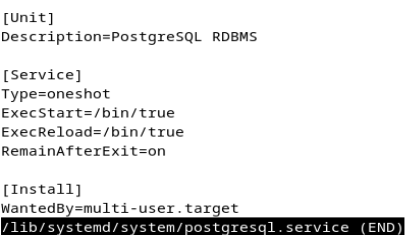 [Unit]
Description=PostgreSQL RDBMS

[Service]
Type=oneshot
ExecStart=/bin/true
ExecReload=/bin/true
RemainAfterExit=on

[Install]
WantedBy=multi-user.target
/lib/systemd/system/postgresql.service (END)